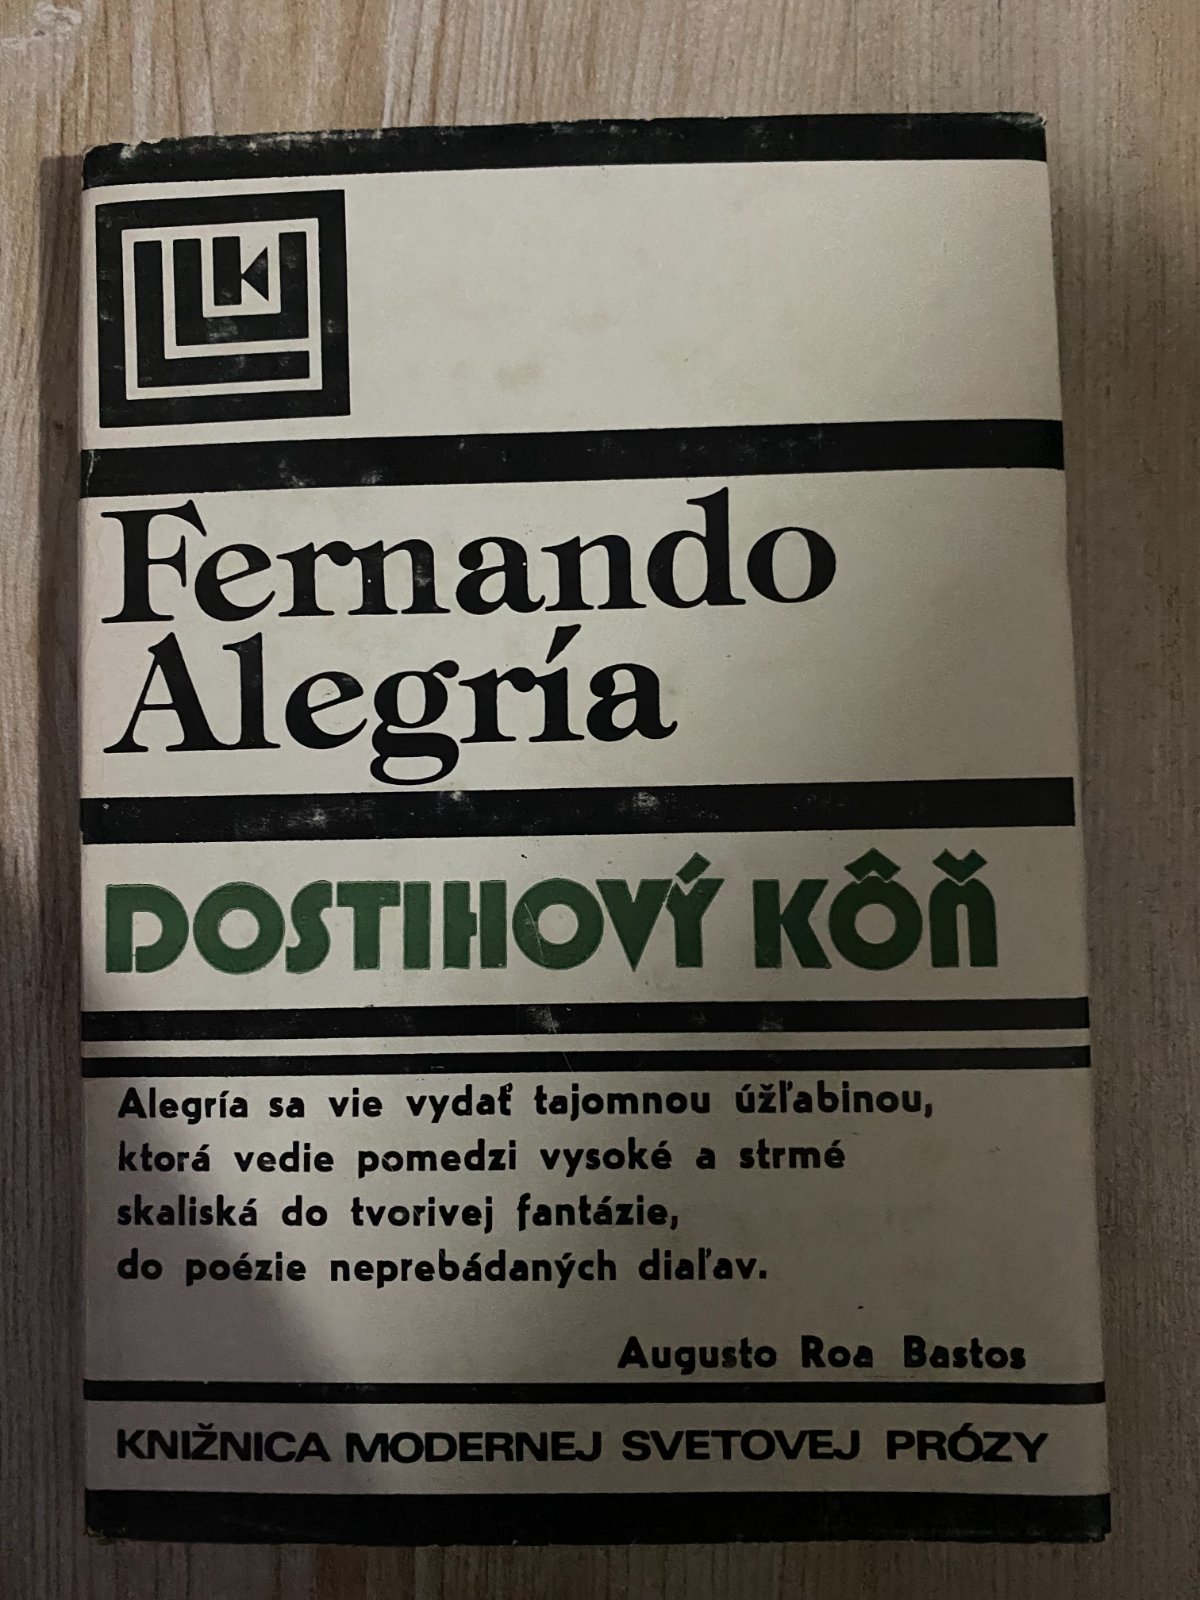 Fernando
Alegría
DOSTIHOVÝ KÔŇ
Alegría sa vie vydať tajomnou úžľabinou,
ktorá vedie pomedzi vysoké a strmé
skaliská do tvorivej fantázie,
do poézie neprebádaných diaľav.
Augusto Roa Bastos
KNIŽNICA MODERNEJ SVETOVEJ PRÓZY